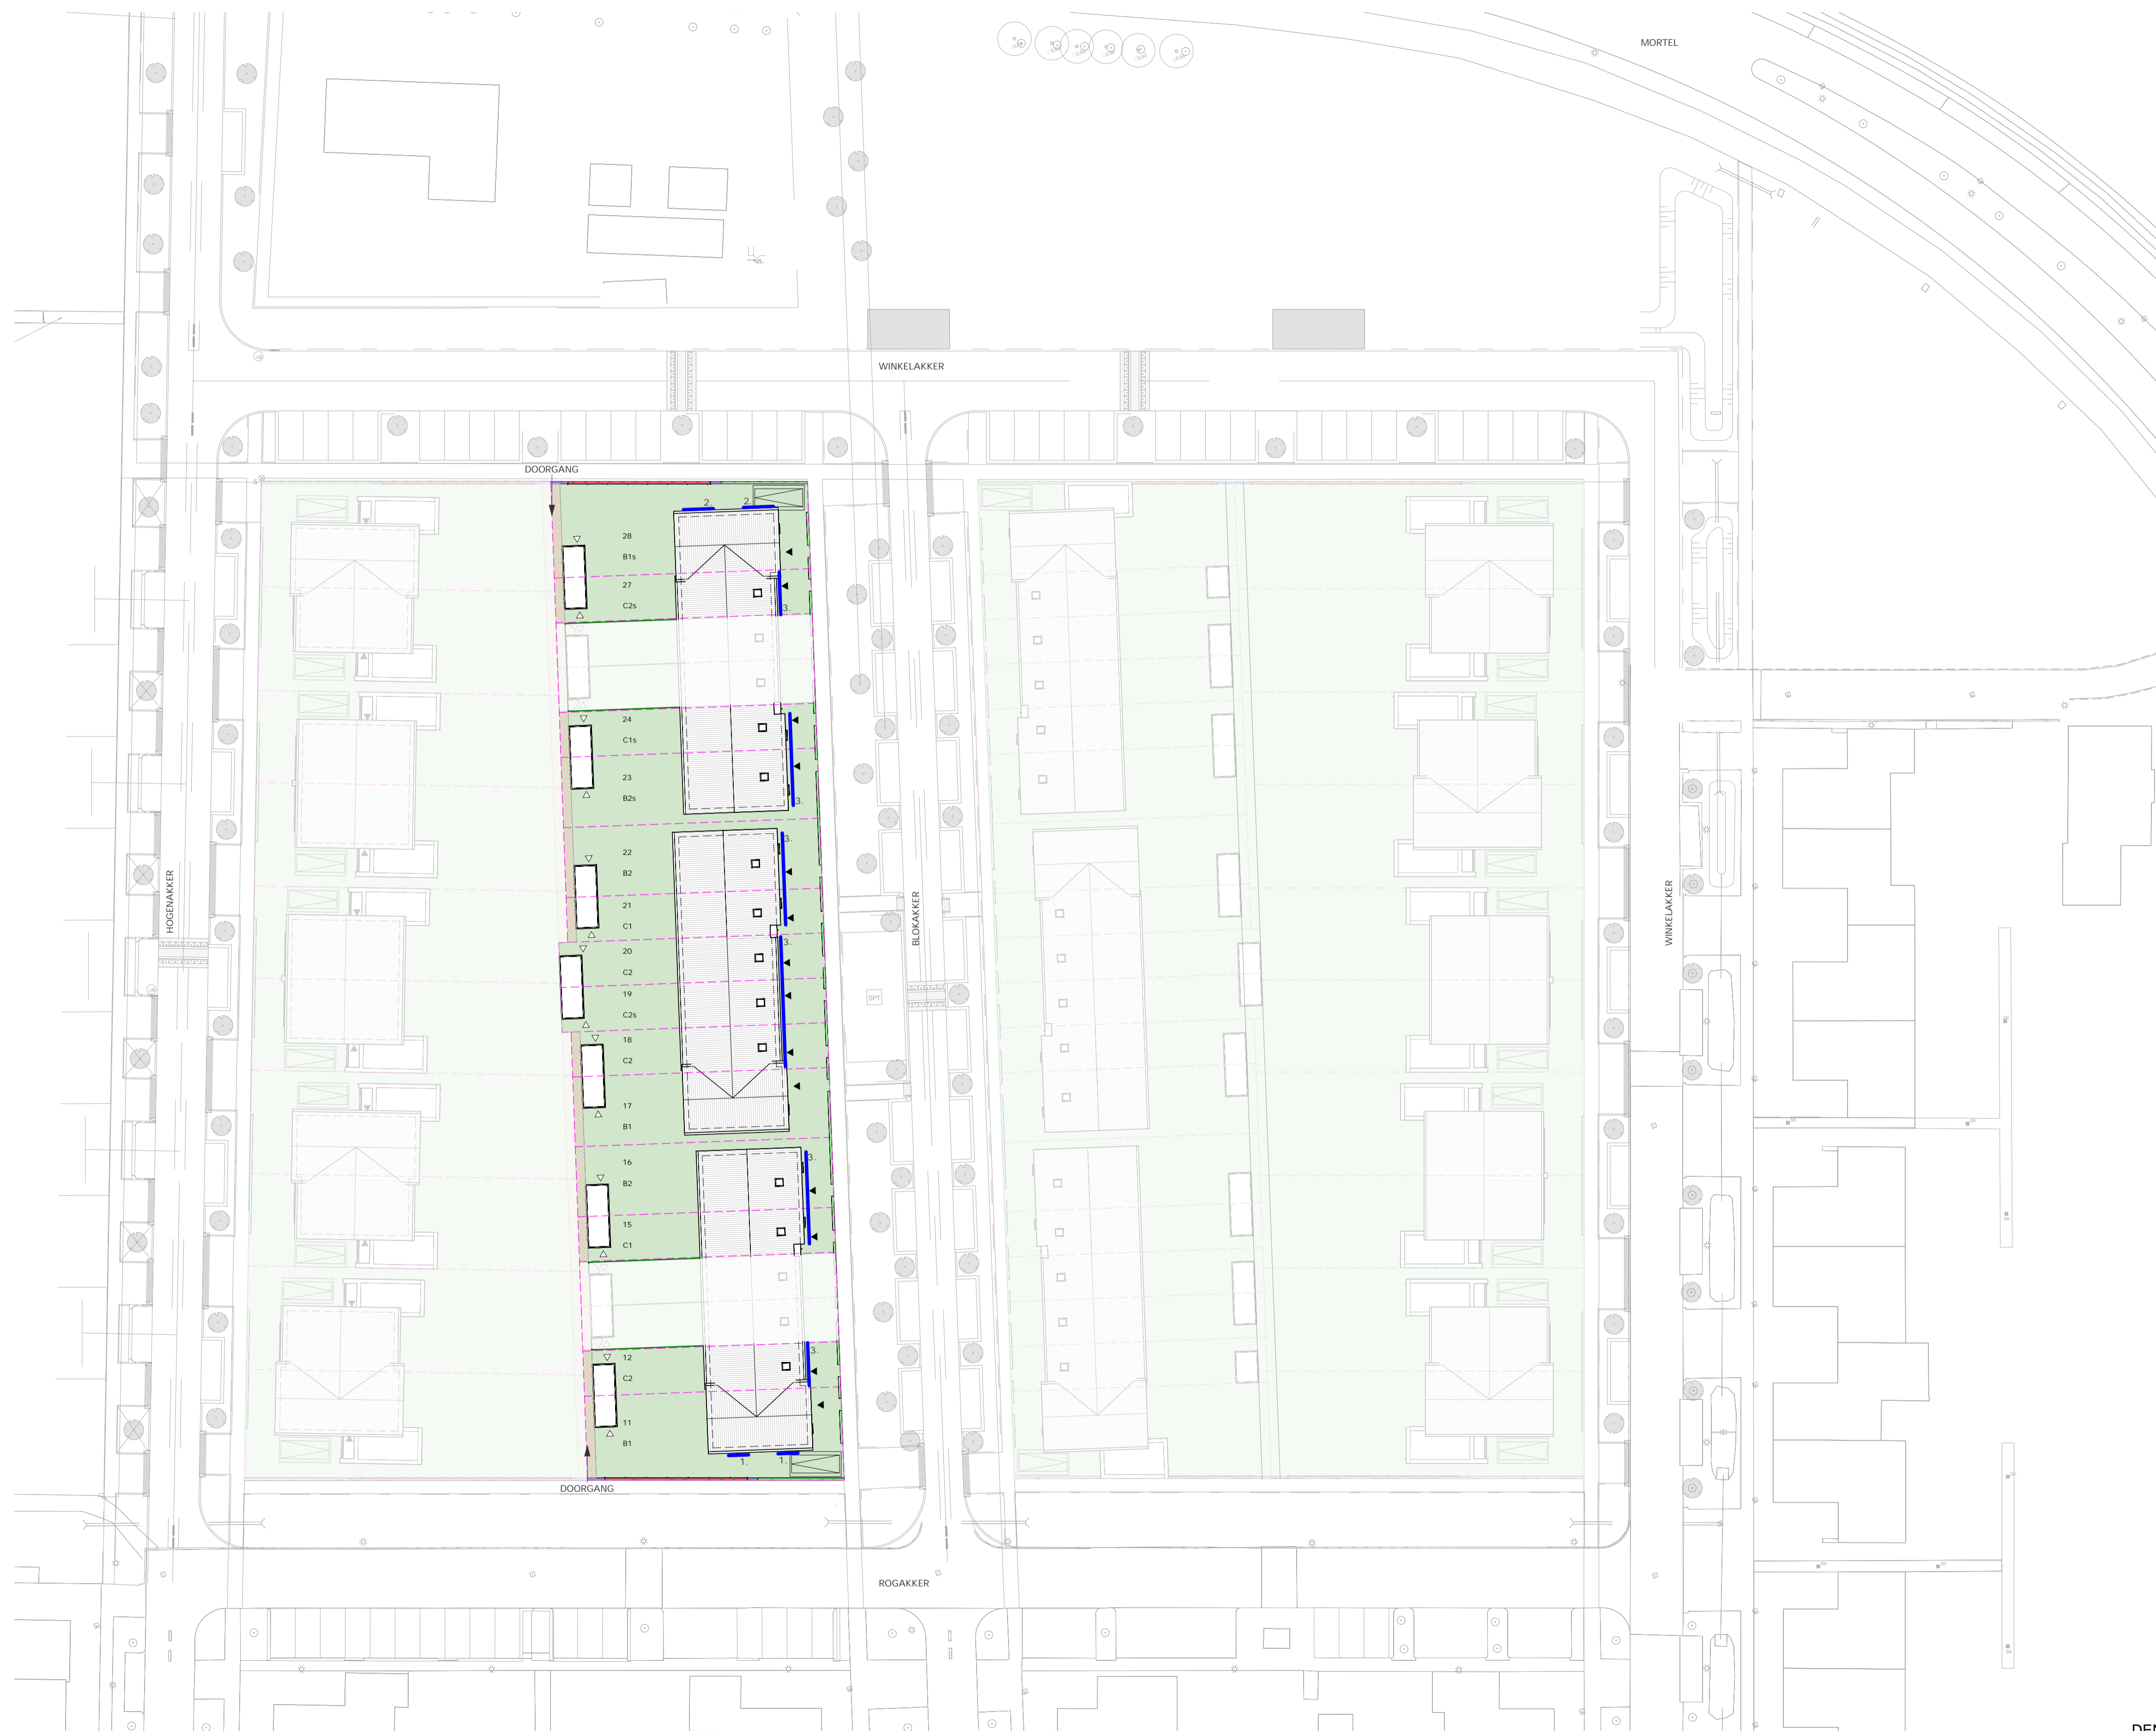 MORTEL
WINKELAKKER
DOORGANG
2.
2.
28
B1s
27
C2s
3.
24
C1s
23
B2s
3.
22
B2
3.
21
C1
HOGENAKKER
BLOKAKKER
WINKELAKKER
20
C2
3.
19
C2s
SPT
18
C2
17
B1
16
B2
3.
15
C1
12
C2
3.
11
B1
1.
1.
DOORGANG
ROGAKKER